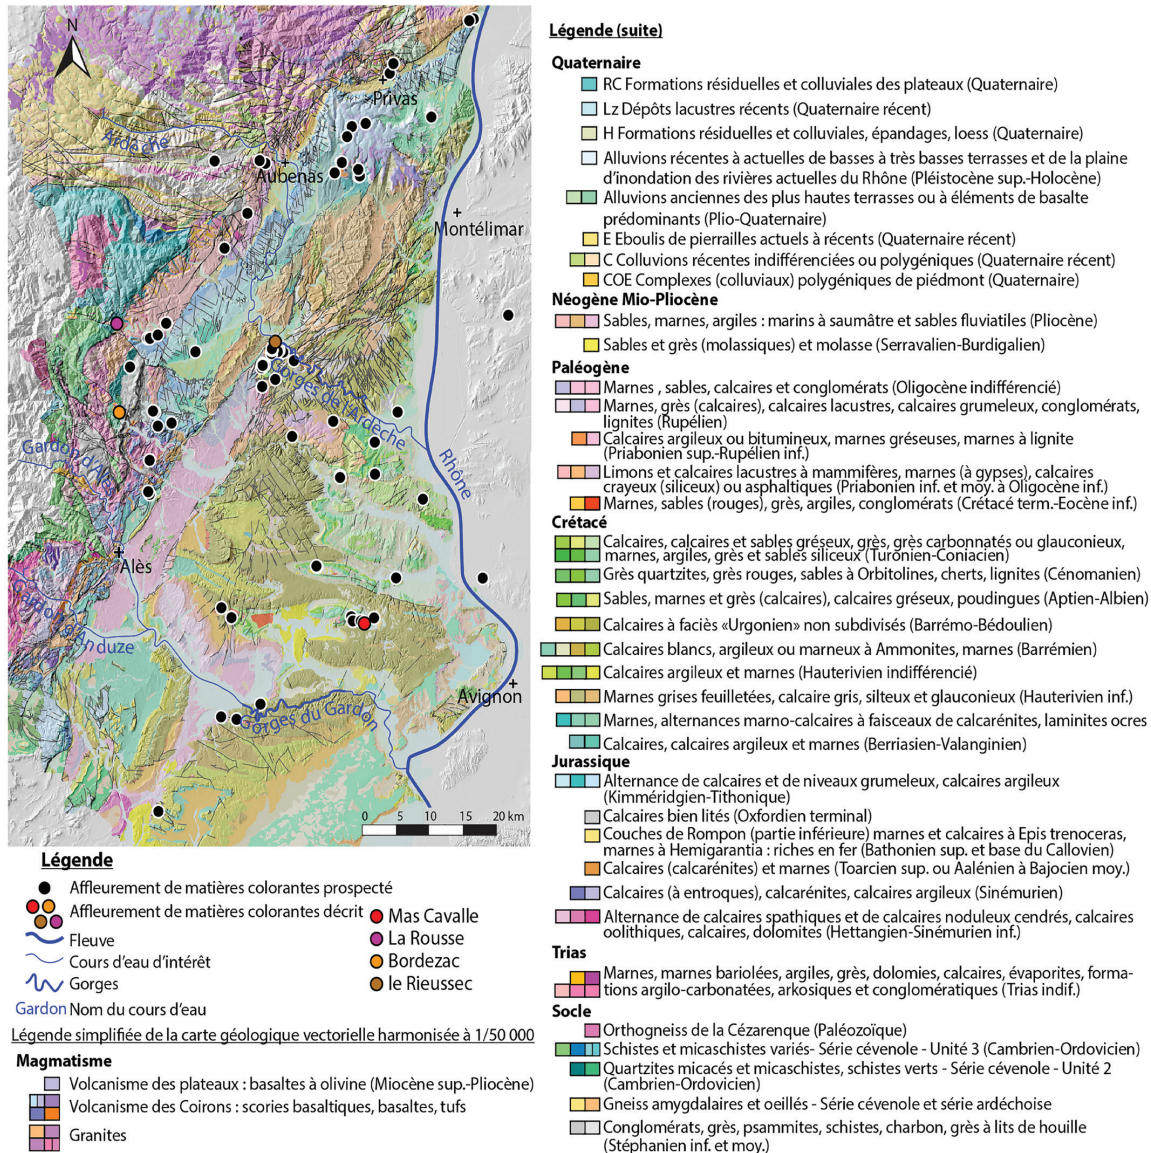 N
Privas
Ardèche
Aubenas
Montélimar
Gorges de l'Ardèche
Rhône
Gardon d'Alès
Alès
Gardon
d'Anduze
Avignon
Gorges du Gardon
0 5 10 15 20 km
Légende
Affleurement de matières colorantes prospecté
Affleurement de matières colorantes décrit
Fleuve
Cours d'eau d'intérêt
Gorges
Gardon Nom du cours d'eau
Mas Cavalle
La Rousse
Bordezac
le Rieussec
Légende simplifiée de la carte géologique vectorielle harmonisée à 1/50 000
Magmatisme
Volcanisme des plateaux : basaltes à olivine (Miocène sup.-Pliocène)
Volcanisme des Coirons : scories basaltiques, basaltes, tufs
Granites
Légende (suite)
Quaternaire
RC Formations résiduelles et colluviales des plateaux (Quaternaire)
Lz Dépôts lacustres récents (Quaternaire récent)
H Formations résiduelles et colluviales, épandages, loess (Quaternaire)
Alluvions récentes à actuelles de basses à très basses terrasses et de la plaine
d'inondation des rivières actuelles du Rhône (Pléistocène sup.-Holocène)
Alluvions anciennes des plus hautes terrasses ou à éléments de basalte
prédominants (Plio-Quaternaire)
E Eboulis de pierrailles actuels à récents (Quaternaire récent)
C Colluvions récentes indifférenciées ou polygéniques (Quaternaire récent)
COE Complexes (colluviaux) polygéniques de piédmont (Quaternaire)
Néogène Mio-Pliocène
Sables, marnes, argiles : marins à saumâtre et sables fluviatiles (Pliocène)
Sables et grès (molassiques) et molasse (Serravalien-Burdigalien)
Paléogène
Marnes , sables, calcaires et conglomérats (Oligocène indifférencié)
Marnes, grès (calcaires), calcaires lacustres, calcaires grumeleux, conglomérats,
lignites (Rupélien)
Calcaires argileux ou bitumineux, marnes gréseuses, marnes à lignite
(Priabonien sup.-Rupélien inf.)
Limons et calcaires lacustres à mammifères, marnes (à gypses), calcaires
crayeux (siliceux) ou asphaltiques (Priabonien inf. et moy. à Oligocène inf.)
Marnes, sables (rouges), grès, argiles, conglomérats (Crétacé term.-Eocène inf.)
Crétacé
Calcaires, calcaires et sables gréseux, grès, grès carbonnatés ou glauconieux,
marnes, argiles, grès et sables siliceux (Turonien-Coniacien)
Grès quartzites, grès rouges, sables à Orbitolines, cherts, lignites (Cénomanien)
Sables, marnes et grès (calcaires), calcaires gréseux, poudingues (Aptien-Albien)
Calcaires à faciès «Urgonien» non subdivisés (Barrémo-Bédoulien)
Calcaires blancs, argileux ou marneux à Ammonites, marnes (Barrémien)
Calcaires argileux et marnes (Hauterivien indifférencié)
Marnes grises feuilletées, calcaire gris, silteux et glauconieux (Hauterivien inf.)
Marnes, alternances marno-calcaires à faisceaux de calcarénites, laminites ocres
Calcaires, calcaires argileux et marnes (Berriasien-Valanginien)
Jurassique
Alternance de calcaires et de niveaux grumeleux, calcaires argileux
(Kimméridgien-Tithonique)
Calcaires bien lités (Oxfordien terminal)
Couches de Rompon (partie inférieure) marnes et calcaires à Epis trenoceras,
marnes à Hemigarantia : riches en fer (Bathonien sup. et base du Callovien)
Calcaires (calcarénites) et marnes (Toarcien sup. ou Aalénien à Bajocien moy.)
Calcaires (à entroques), calcarénites, calcaires argileux (Sinémurien)
Alternance de calcaires spathiques et de calcaires noduleux cendrés, calcaires
oolithiques, calcaires, dolomites (Hettangien-Sinémurien inf.)
Trias
Marnes, marnes bariolées, argiles, grès, dolomies, calcaires, évaporites, forma-
tions argilo-carbonatées, arkosiques et conglomératiques (Trias indif.)
Socle
Orthogneiss de la Cézarenque (Paléozoïque)
Schistes et micaschistes variés- Série cévenole - Unité 3 (Cambrien-Ordovicien)
Quartzites micacés et micaschistes, schistes verts - Série cévenole - Unité 2
(Cambrien-Ordovicien)
Gneiss amygdalaires et oeillés - Série cévenole et série ardéchoise
Conglomérats, grès, psammites, schistes, charbon, grès à lits de houille
(Stéphanien inf. et moy.)